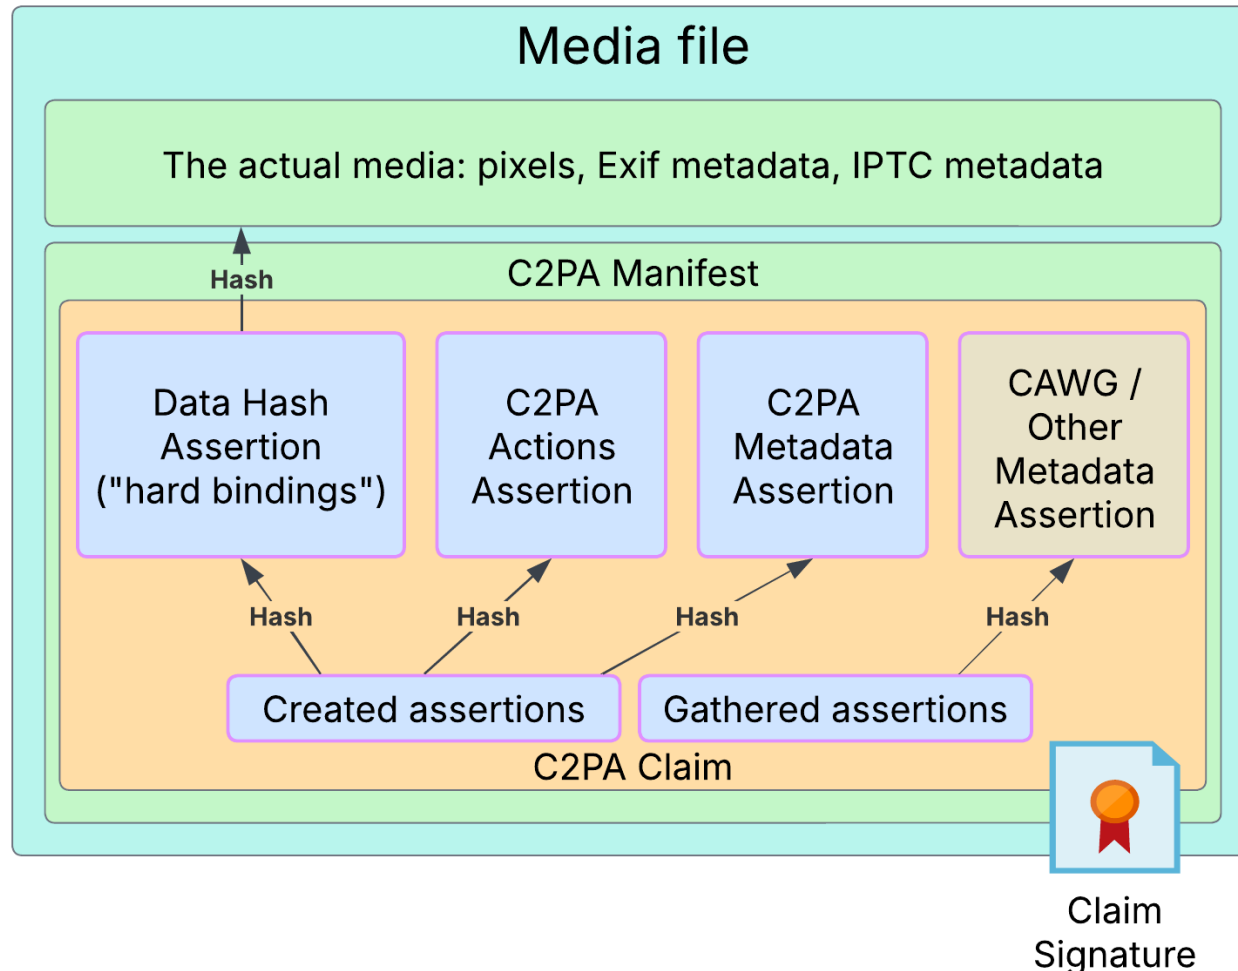 Media file
The actual media: pixels, Exif metadata, IPTC metadata
Hash
C2PA Manifest
Data Hash
Assertion
("hard bindings")
C2PA
Actions
Assertion
C2PA
Metadata
Assertion
CAWG /
Other
Metadata
Assertion
Hash
Hash
Hash
Hash
Created assertions
Gathered assertions
C2PA Claim
Claim
Signature